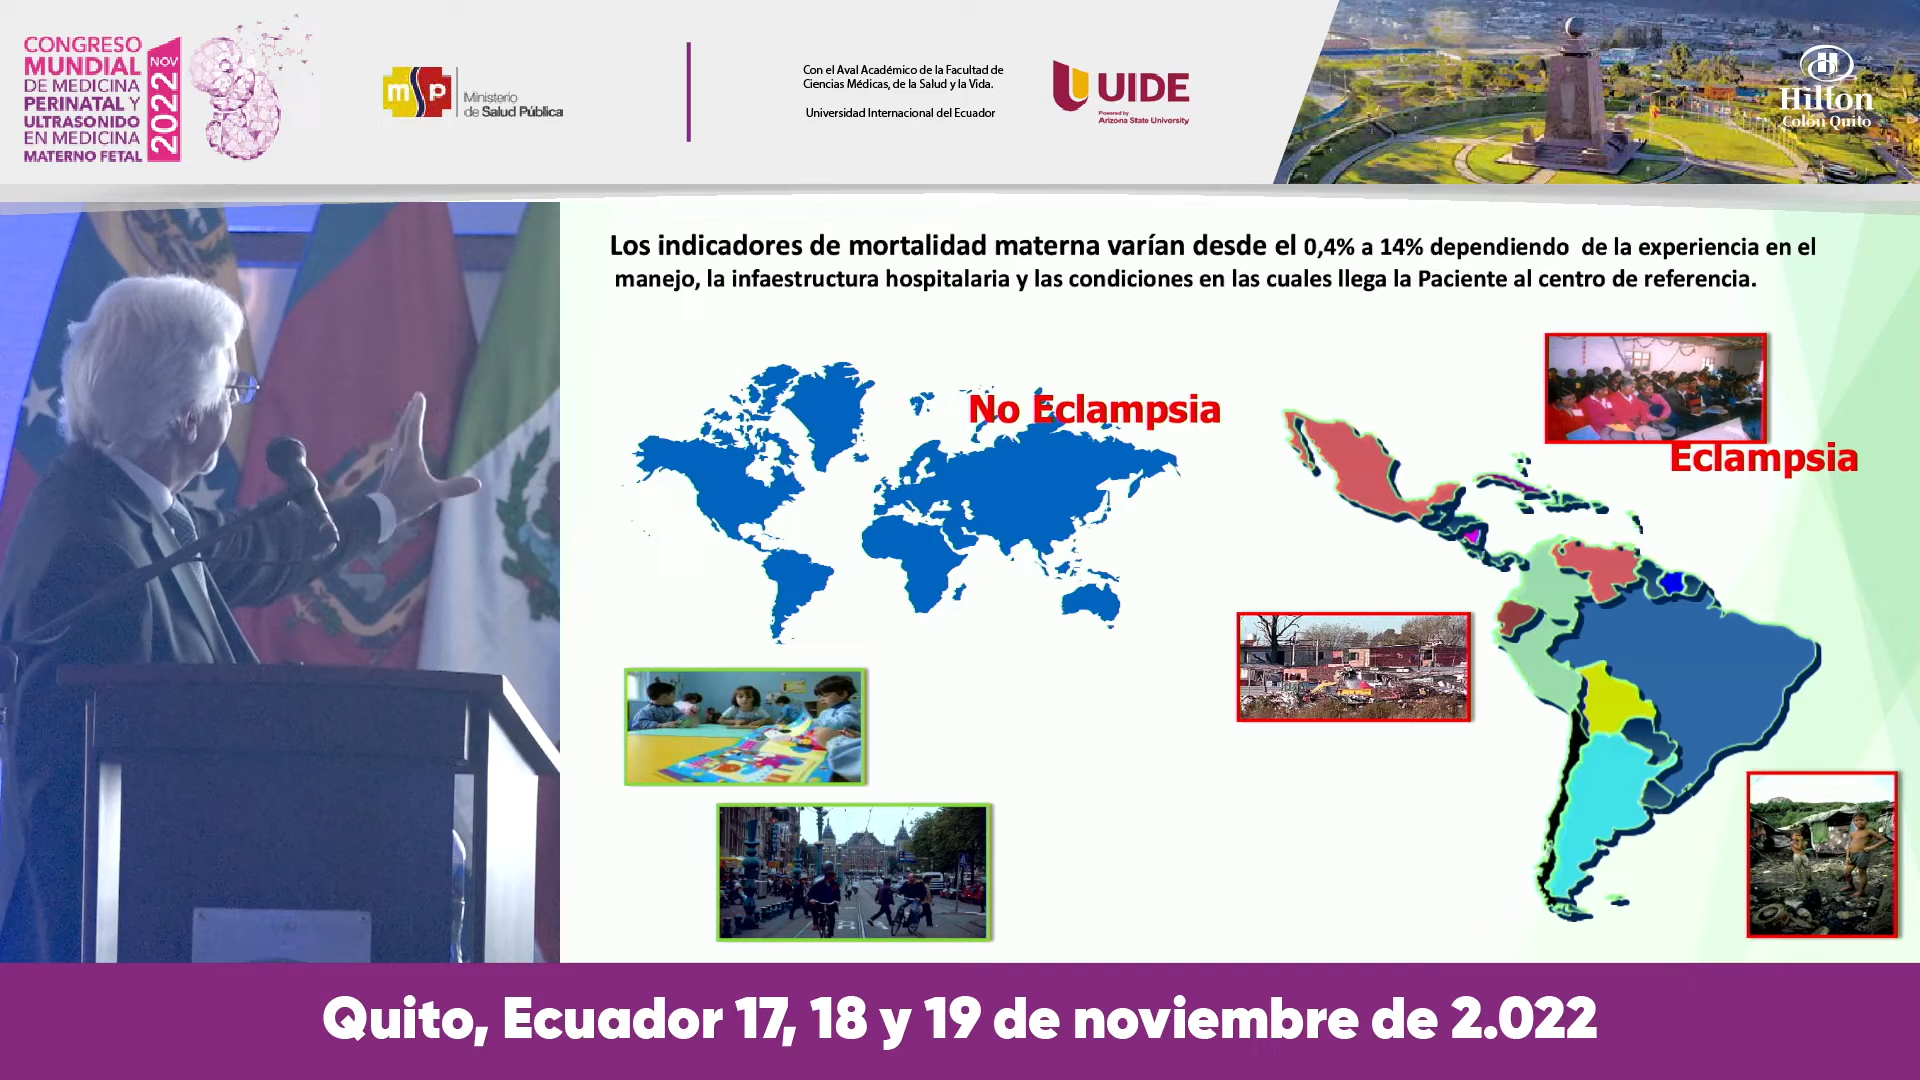 CONGRESO
MUNDIAL
DE MEDICINA
PERINATAL Y
ULTRASONIDO
EN MEDICINA
MATERNO FETAL
NOV
2022
msp
Ministerio
de Salud Pública
Con el Aval Académico de la Facultad de
Ciencias Médicas, de la Salud y la Vida.
Universidad Internacional del Ecuador
UIDE
Powered by
Arizona State University
Hilton
Colón Quito
Los indicadores de mortalidad materna varían desde el 0,4% a 14% dependiendo de la experiencia en el
manejo, la infaestructura hospitalaria y las condiciones en las cuales llega la Paciente al centro de referencia.
No Eclampsia
Eclampsia
Quito, Ecuador 17, 18 y 19 de noviembre de 2.022